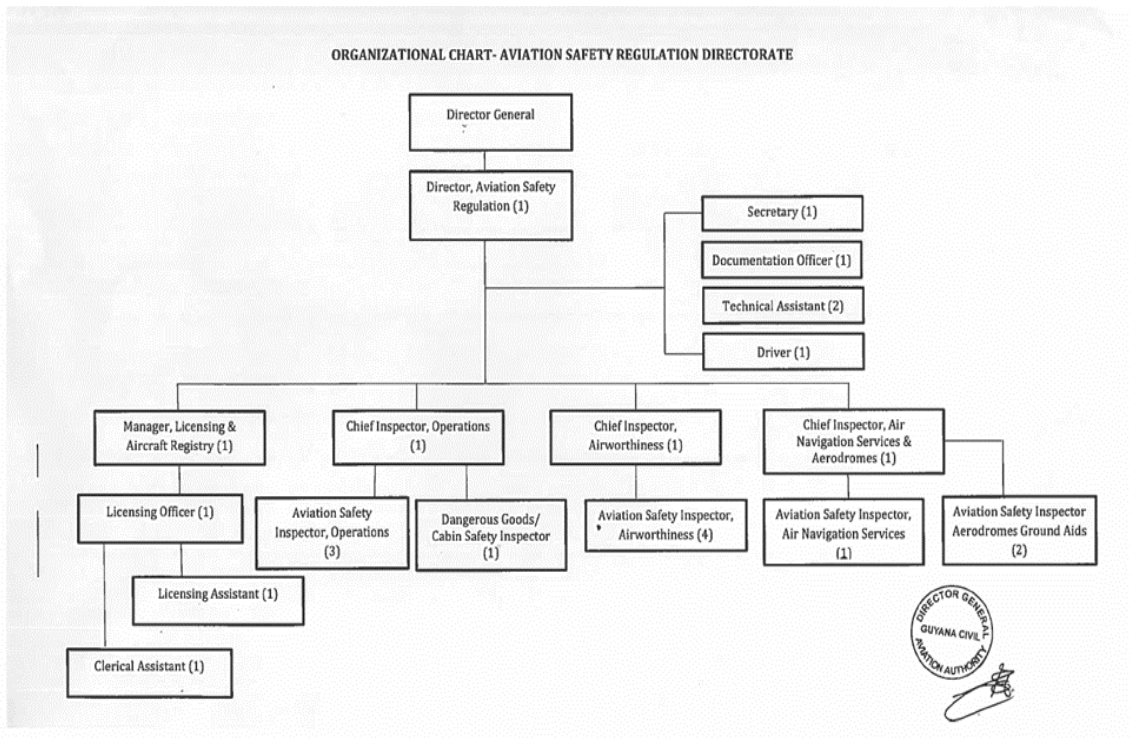 ORGANIZATIONAL CHART- AVIATION SAFETY REGULATION DIRECTORATE
Director General
Director, Aviation Safety
Regulation (1)
Secretary (1)
Documentation Officer (1)
Technical Assistant (2)
Driver (1)
Manager, Licensing &
Aircraft Registry (1)
Chief Inspector, Operations
(1)
Chief Inspector,
Airworthiness (1)
Chief Inspector, Air
Navigation Services &
Aerodromes (1)
Licensing Officer (1)
Aviation Safety
Inspector, Operations
(3)
Dangerous Goods/
Cabin Safety Inspector
(1)
Aviation Safety Inspector,
Airworthiness (4)
Aviation Safety Inspector,
Air Navigation Services
(1)
Aviation Safety Inspector
Aerodromes Ground Aids
(2)
Licensing Assistant (1)
Clerical Assistant (1)
DIRECTOR GENERAL
GUYANA CIVIL
AVIATION AUTHORITY